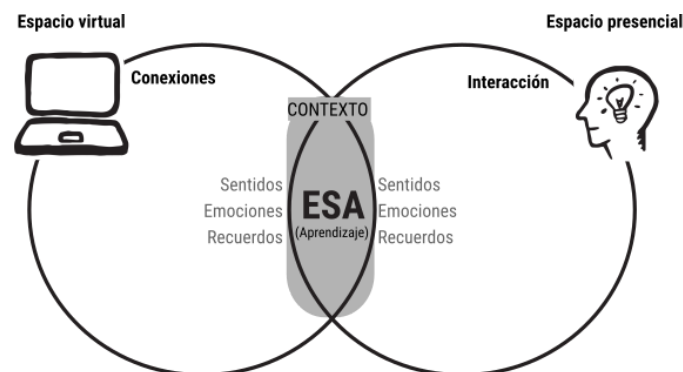 Espacio virtual
Espacio presencial
Conexiones
Interacción
CONTEXTO
Sentidos
Emociones
Recuerdos
ESA
(Aprendizaje)
Sentidos
Emociones
Recuerdos